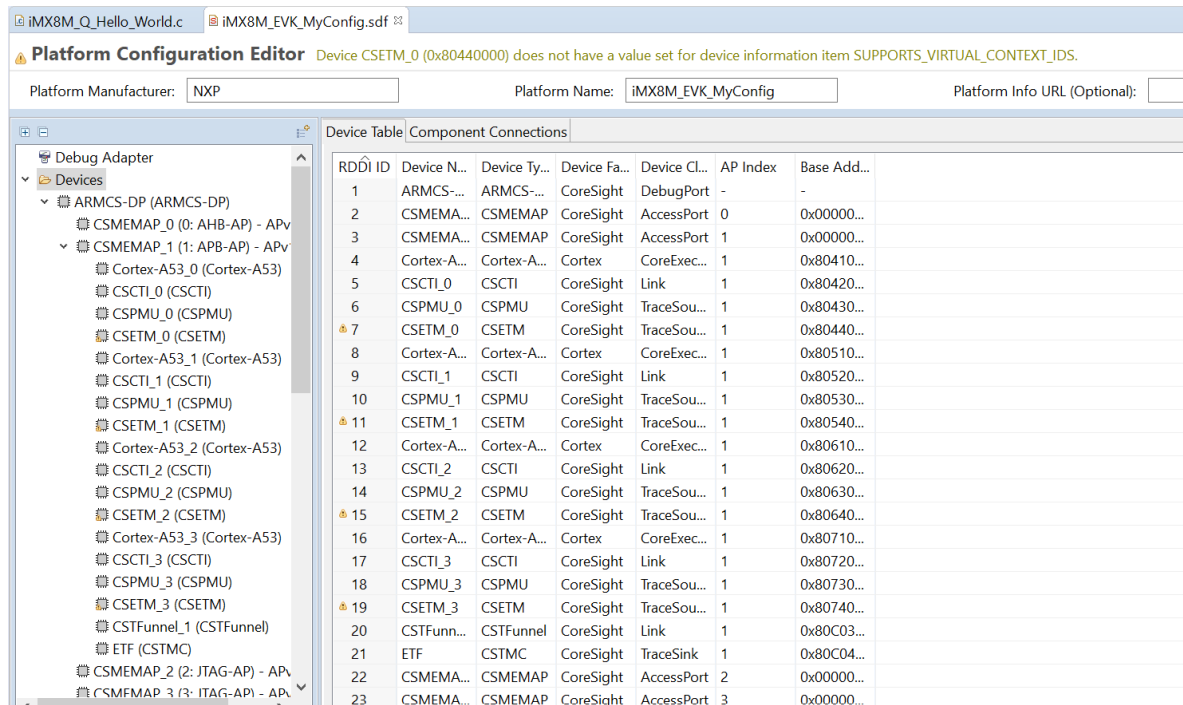 iMX8M_Q_Hello_World.c iMX8M_EVK_MyConfig.sdf
Platform Configuration Editor Device CSETM_0 (0x80440000) does not have a value set for device information item SUPPORTS_VIRTUAL_CONTEXT_IDS.
Platform Manufacturer: NXP Platform Name: iMX8M_EVK_MyConfig Platform Info URL (Optional):
Debug Adapter
Devices
ARMCS-DP (ARMCS-DP)
CSMEMAP_0 (0: AHB-AP) - APv
CSMEMAP_1 (1: APB-AP) - APv
Cortex-A53_0 (Cortex-A53)
CSCTI_0 (CSCTI)
CSPMU_0 (CSPMU)
CSETM_0 (CSETM)
Cortex-A53_1 (Cortex-A53)
CSCTI_1 (CSCTI)
CSPMU_1 (CSPMU)
CSETM_1 (CSETM)
Cortex-A53_2 (Cortex-A53)
CSCTI_2 (CSCTI)
CSPMU_2 (CSPMU)
CSETM_2 (CSETM)
Cortex-A53_3 (Cortex-A53)
CSCTI_3 (CSCTI)
CSPMU_3 (CSPMU)
CSETM_3 (CSETM)
CSTFunnel_1 (CSTFunnel)
ETF (CSTMC)
CSMEMAP_2 (2: JTAG-AP) - APv
CSMEMAP_3 (3: JTAG-AP) - APv
Device Table Component Connections
RDDI ID Device N... Device Ty... Device Fa... Device Cl... AP Index Base Add...
1 ARMCS-... ARMCS-... CoreSight DebugPort - -
2 CSMEMA... CSMEMAP CoreSight AccessPort 0 0x00000...
3 CSMEMA... CSMEMAP CoreSight AccessPort 1 0x00000...
4 Cortex-A... Cortex-A... Cortex CoreExec... 1 0x80410...
5 CSCTI_0 CSCTI CoreSight Link 1 0x80420...
6 CSPMU_0 CSPMU CoreSight TraceSou... 1 0x80430...
7 CSETM_0 CSETM CoreSight TraceSou... 1 0x80440...
8 Cortex-A... Cortex-A... Cortex CoreExec... 1 0x80510...
9 CSCTI_1 CSCTI CoreSight Link 1 0x80520...
10 CSPMU_1 CSPMU CoreSight TraceSou... 1 0x80530...
11 CSETM_1 CSETM CoreSight TraceSou... 1 0x80540...
12 Cortex-A... Cortex-A... Cortex CoreExec... 1 0x80610...
13 CSCTI_2 CSCTI CoreSight Link 1 0x80620...
14 CSPMU_2 CSPMU CoreSight TraceSou... 1 0x80630...
15 CSETM_2 CSETM CoreSight TraceSou... 1 0x80640...
16 Cortex-A... Cortex-A... Cortex CoreExec... 1 0x80710...
17 CSCTI_3 CSCTI CoreSight Link 1 0x80720...
18 CSPMU_3 CSPMU CoreSight TraceSou... 1 0x80730...
19 CSETM_3 CSETM CoreSight TraceSou... 1 0x80740...
20 CSTFunn... CSTFunnel CoreSight Link 1 0x80C03...
21 ETF CSTMC CoreSight TraceSink 1 0x80C04...
22 CSMEMA... CSMEMAP CoreSight AccessPort 2 0x00000...
23 CSMEMA... CSMEMAP CoreSight AccessPort 3 0x00000...